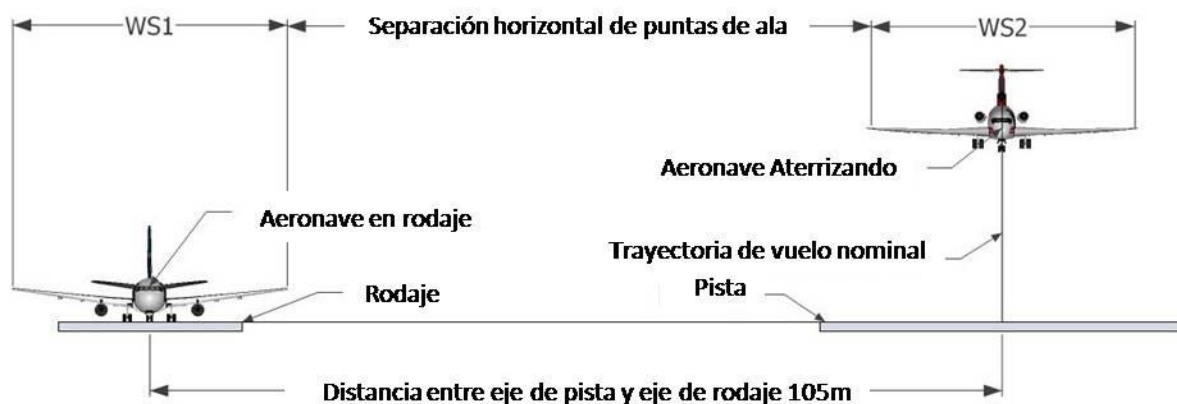 WS1
Separación horizontal de puntas de ala
WS2
Aeronave Aterrizando
Aeronave en rodaje
Trayectoria de vuelo nominal
Rodaje
Pista
Distancia entre eje de pista y eje de rodaje 105m